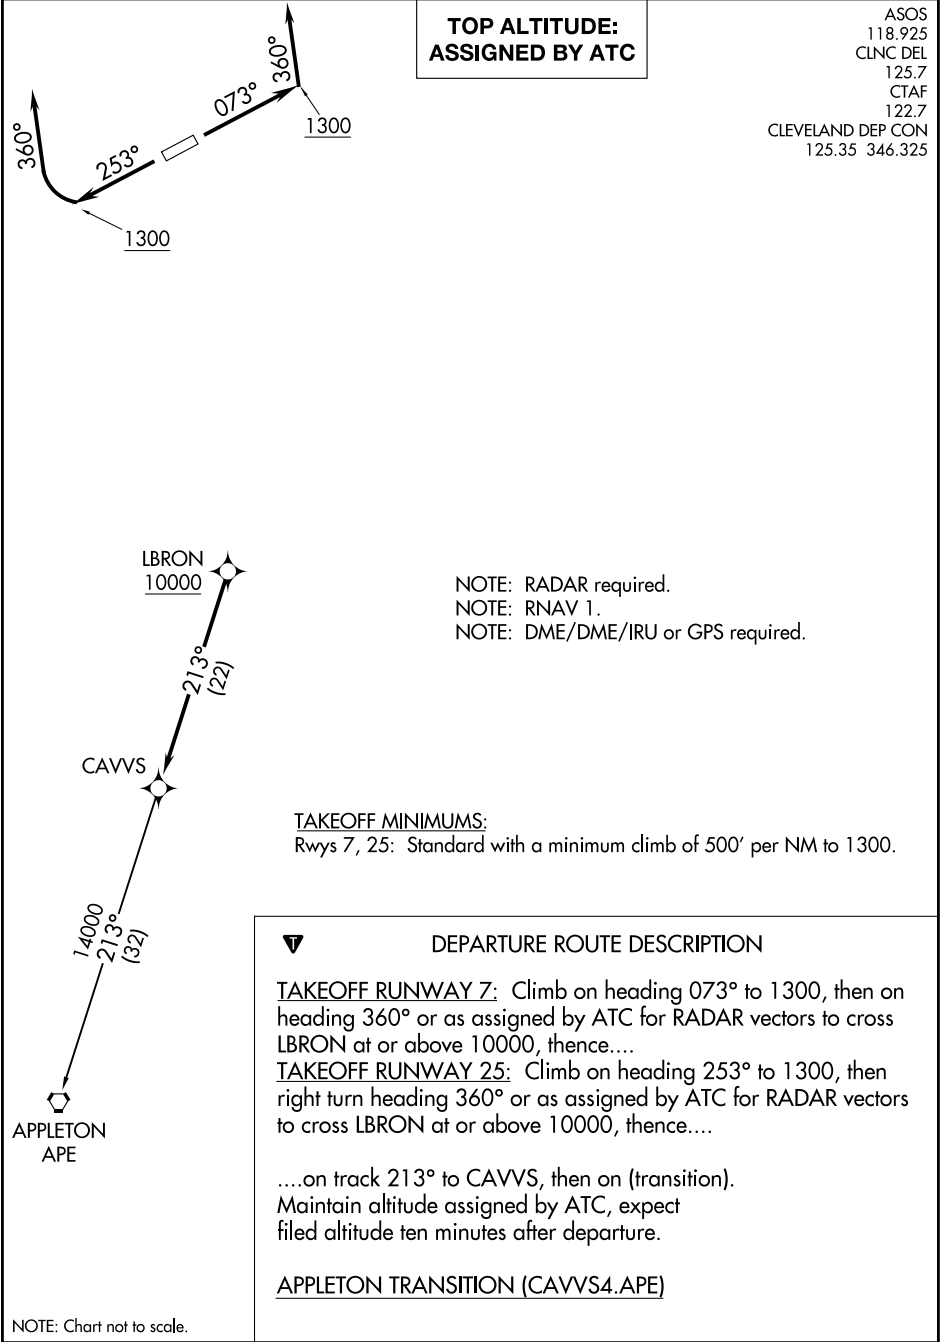 TOP ALTITUDE:
ASSIGNED BY ATC
ASOS
118.925
CLNC DEL
125.7
CTAF
122.7
CLEVELAND DEP CON
125.35 346.325
360°
073°
1300
360°
253°
1300
LBRON
10000
213°
(22)
CAVVS
14000
213°
(32)
APPLETON
APE
NOTE: RADAR required.
NOTE: RNAV 1.
NOTE: DME/DME/IRU or GPS required.
TAKEOFF MINIMUMS:
Rwys 7, 25: Standard with a minimum climb of 500' per NM to 1300.
T
DEPARTURE ROUTE DESCRIPTION
TAKEOFF RUNWAY 7: Climb on heading 073° to 1300, then on
heading 360° or as assigned by ATC for RADAR vectors to cross
LBRON at or above 10000, thence....
TAKEOFF RUNWAY 25: Climb on heading 253° to 1300, then
right turn heading 360° or as assigned by ATC for RADAR vectors
to cross LBRON at or above 10000, thence....
....on track 213° to CAVVS, then on (transition).
Maintain altitude assigned by ATC, expect
filed altitude ten minutes after departure.
APPLETON TRANSITION (CAVVS4.APE)
NOTE: Chart not to scale.